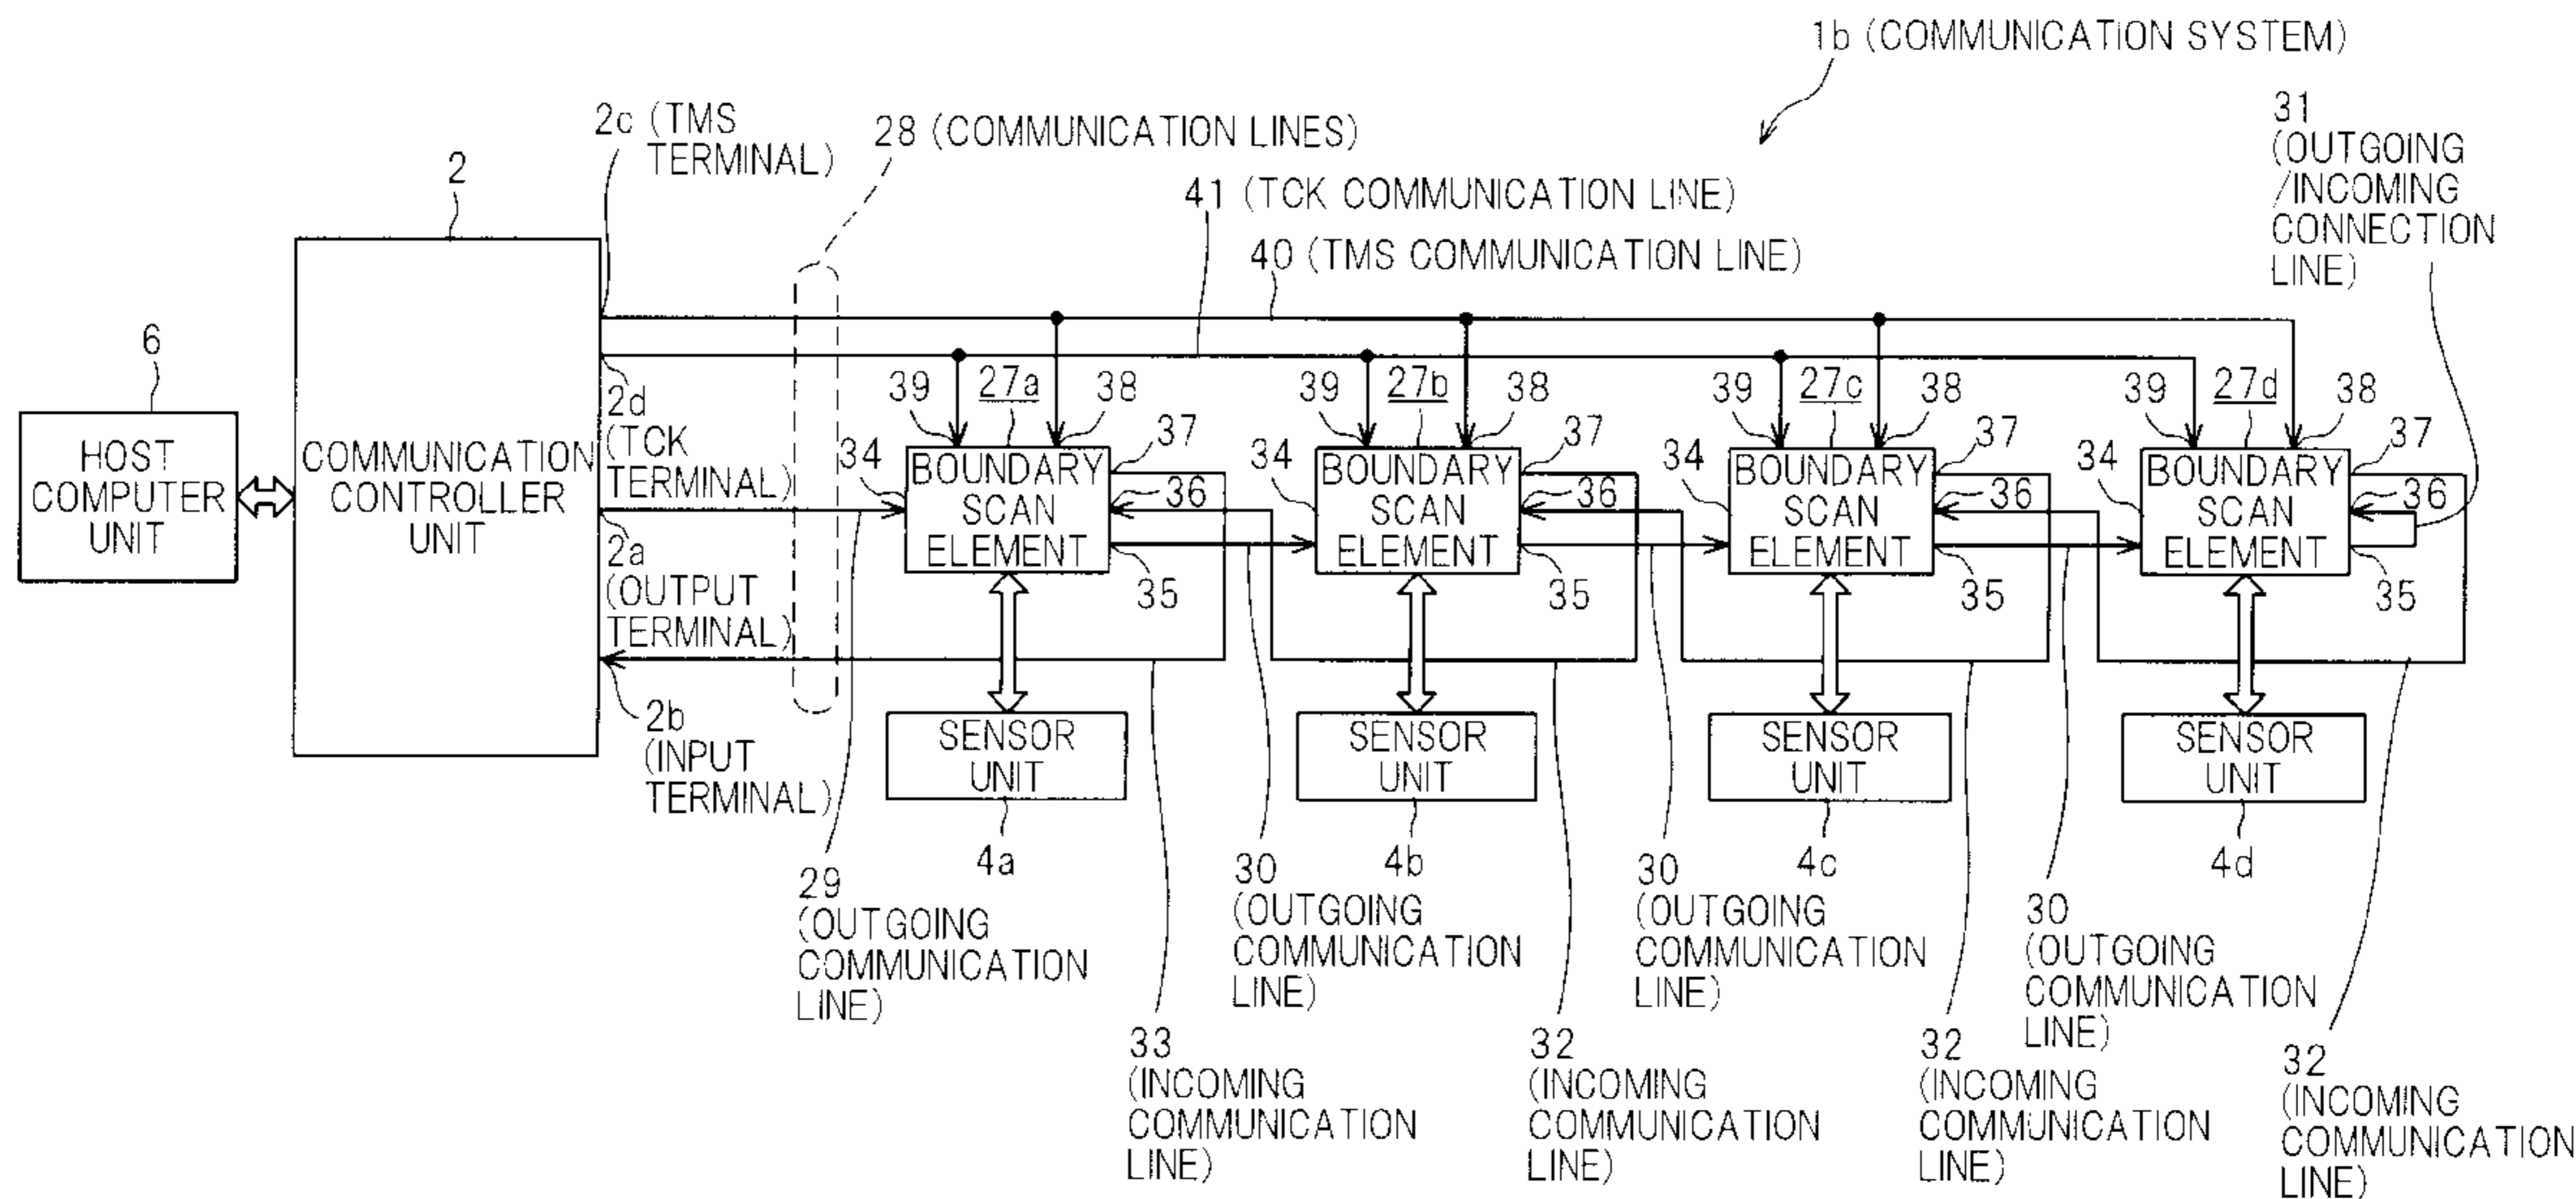 1b (COMMUNICATION SYSTEM)
2c (TMS
TERMINAL)
28 (COMMUNICATION LINES)
31
(OUTGOING
/INCOMING
CONNECTION
LINE)
2
41 (TCK COMMUNICATION LINE)
40 (TMS COMMUNICATION LINE)
6
HOST
COMPUTER
UNIT
COMMUNICATION
CONTROLLER
UNIT
2d
(TCK
TERMINAL)
2a
(OUTPUT
TERMINAL)
2b
(INPUT
TERMINAL)
39
27a
38
34
37
BOUNDARY
SCAN
ELEMENT
36
35
39
27b
38
34
37
BOUNDARY
SCAN
ELEMENT
36
35
39
27c
38
34
37
BOUNDARY
SCAN
ELEMENT
36
35
39
27d
38
34
37
BOUNDARY
SCAN
ELEMENT
36
35
SENSOR
UNIT
4a
SENSOR
UNIT
4b
SENSOR
UNIT
4c
SENSOR
UNIT
4d
29
(OUTGOING
COMMUNICATION
LINE)
30
(OUTGOING
COMMUNICATION
LINE)
30
(OUTGOING
COMMUNICATION
LINE)
30
(OUTGOING
COMMUNICATION
LINE)
33
(INCOMING
COMMUNICATION
LINE)
32
(INCOMING
COMMUNICATION
LINE)
32
(INCOMING
COMMUNICATION
LINE)
32
(INCOMING
COMMUNICATION
LINE)